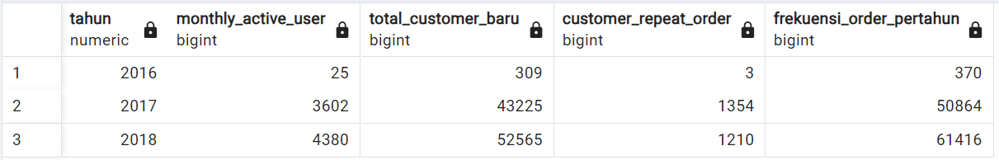 tahun monthly_active_user total_customer_baru customer_repeat_order frekuensi_order_pertahun
numeric bigint bigint bigint bigint
1 2016 25 309 3 370
2 2017 3602 43225 1354 50864
3 2018 4380 52565 1210 61416